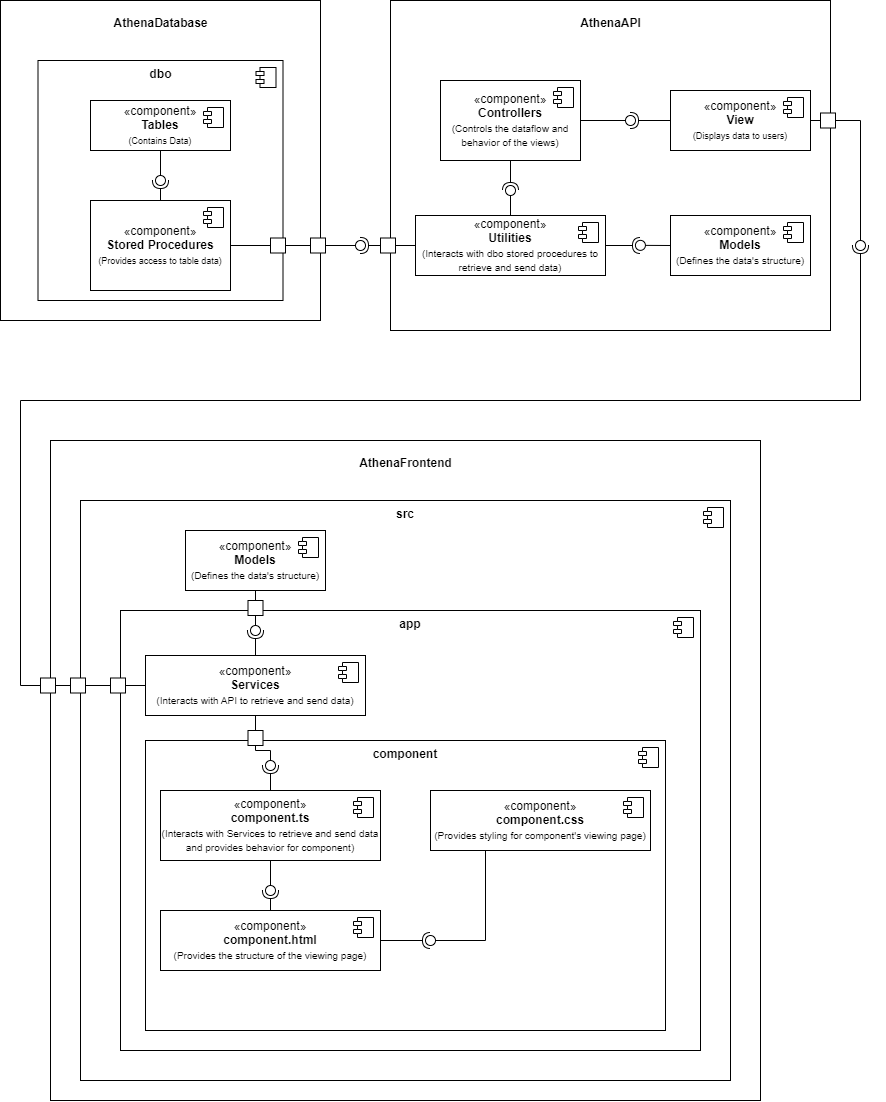 AthenaDatabase
dbo
«component»
Tables
(Contains Data)
«component»
Stored Procedures
(Provides access to table data)
AthenaAPI
«component»
Controllers
(Controls the dataflow and
behavior of the views)
«component»
View
(Displays data to users)
«component»
Utilities
(Interacts with dbo stored procedures to
retrieve and send data)
«component»
Models
(Defines the data's structure)
AthenaFrontend
src
«component»
Models
(Defines the data's structure)
app
«component»
Services
(Interacts with API to retrieve and send data)
component
«component»
component.ts
(Interacts with Services to retrieve and send data
and provides behavior for component)
«component»
component.css
(Provides styling for component's viewing page)
«component»
component.html
(Provides the structure of the viewing page)